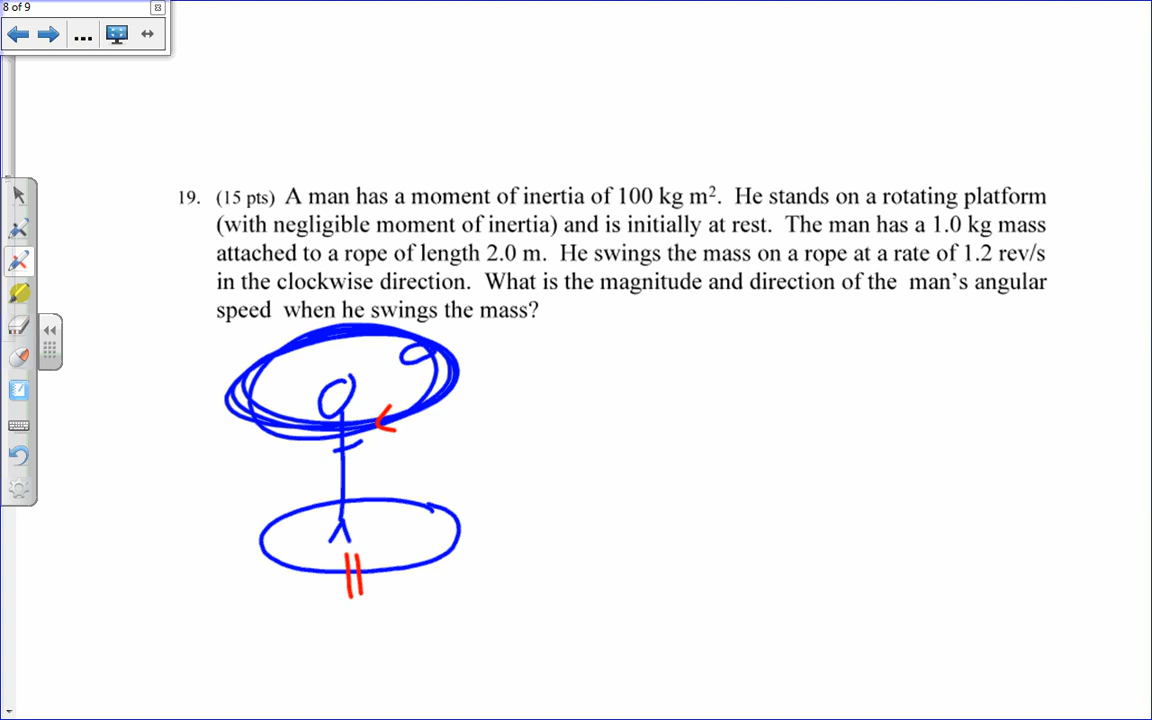 8 of 9
19. (15 pts) A man has a moment of inertia of 100 kg m². He stands on a rotating platform
(with negligible moment of inertia) and is initially at rest. The man has a 1.0 kg mass
attached to a rope of length 2.0 m. He swings the mass on a rope at a rate of 1.2 rev/s
in the clockwise direction. What is the magnitude and direction of the man's angular
speed when he swings the mass?